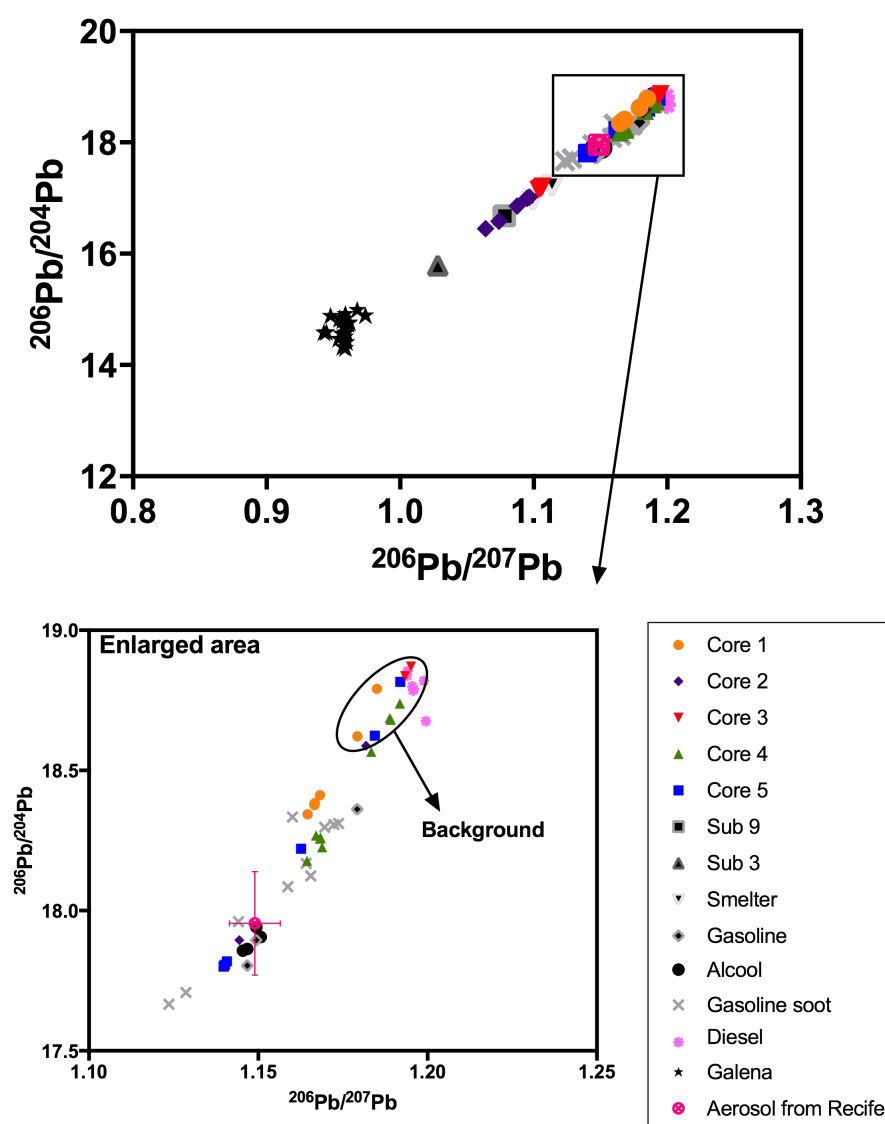 20
18
16
14
12
206Pb/204Pb
0.8 0.9 1.0 1.1 1.2 1.3
206Pb/207Pb
Enlarged area
19.0
18.5
18.0
17.5
206Pb/204Pb
Background
1.10 1.15 1.20 1.25
206Pb/207Pb
Core 1
Core 2
Core 3
Core 4
Core 5
Sub 9
Sub 3
Smelter
Gasoline
Alcool
Gasoline soot
Diesel
Galena
Aerosol from Recife